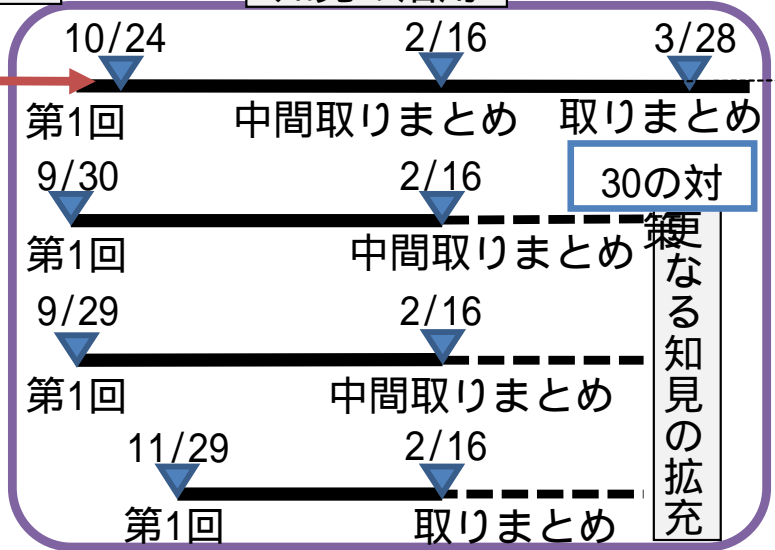 10/24 2/16 3/28
第1回 中間取りまとめ 取りまとめ
9/30 2/16 30の対策
第1回 中間取りまとめ
9/29 2/16
第1回 中間取りまとめ
11/29 2/16
第1回 取りまとめ
更なる知見の拡充